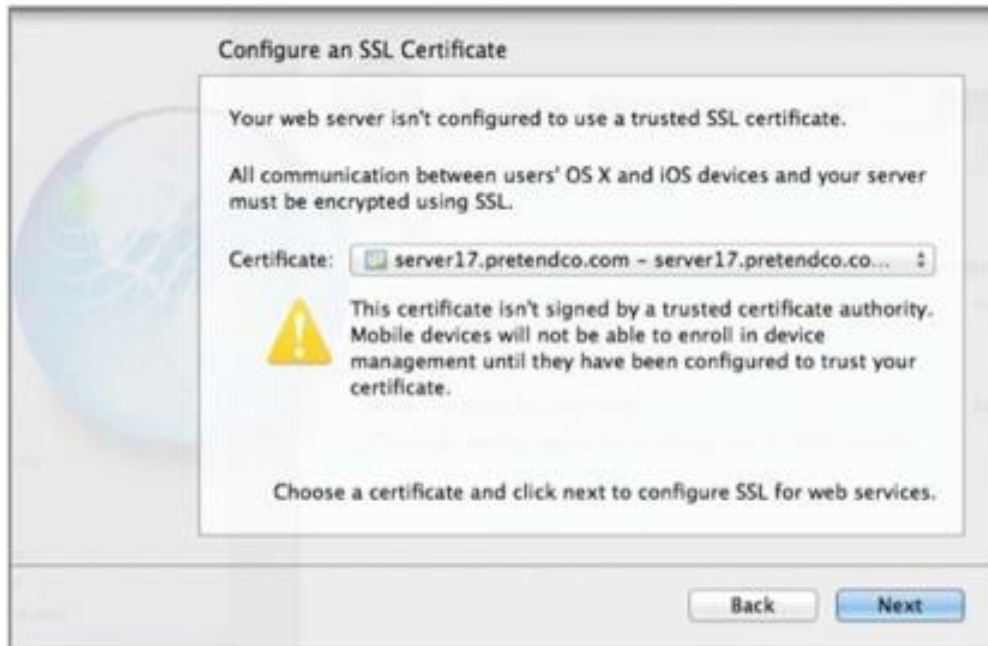 Configure an SSL Certificate
Your web server isn't configured to use a trusted SSL certificate.
All communication between users' OS X and iOS devices and your server
must be encrypted using SSL.
Certificate: server17.pretendco.com – server17.pretendco.co...
This certificate isn't signed by a trusted certificate authority.
Mobile devices will not be able to enroll in device
management until they have been configured to trust your
certificate.
Choose a certificate and click next to configure SSL for web services.
Back Next